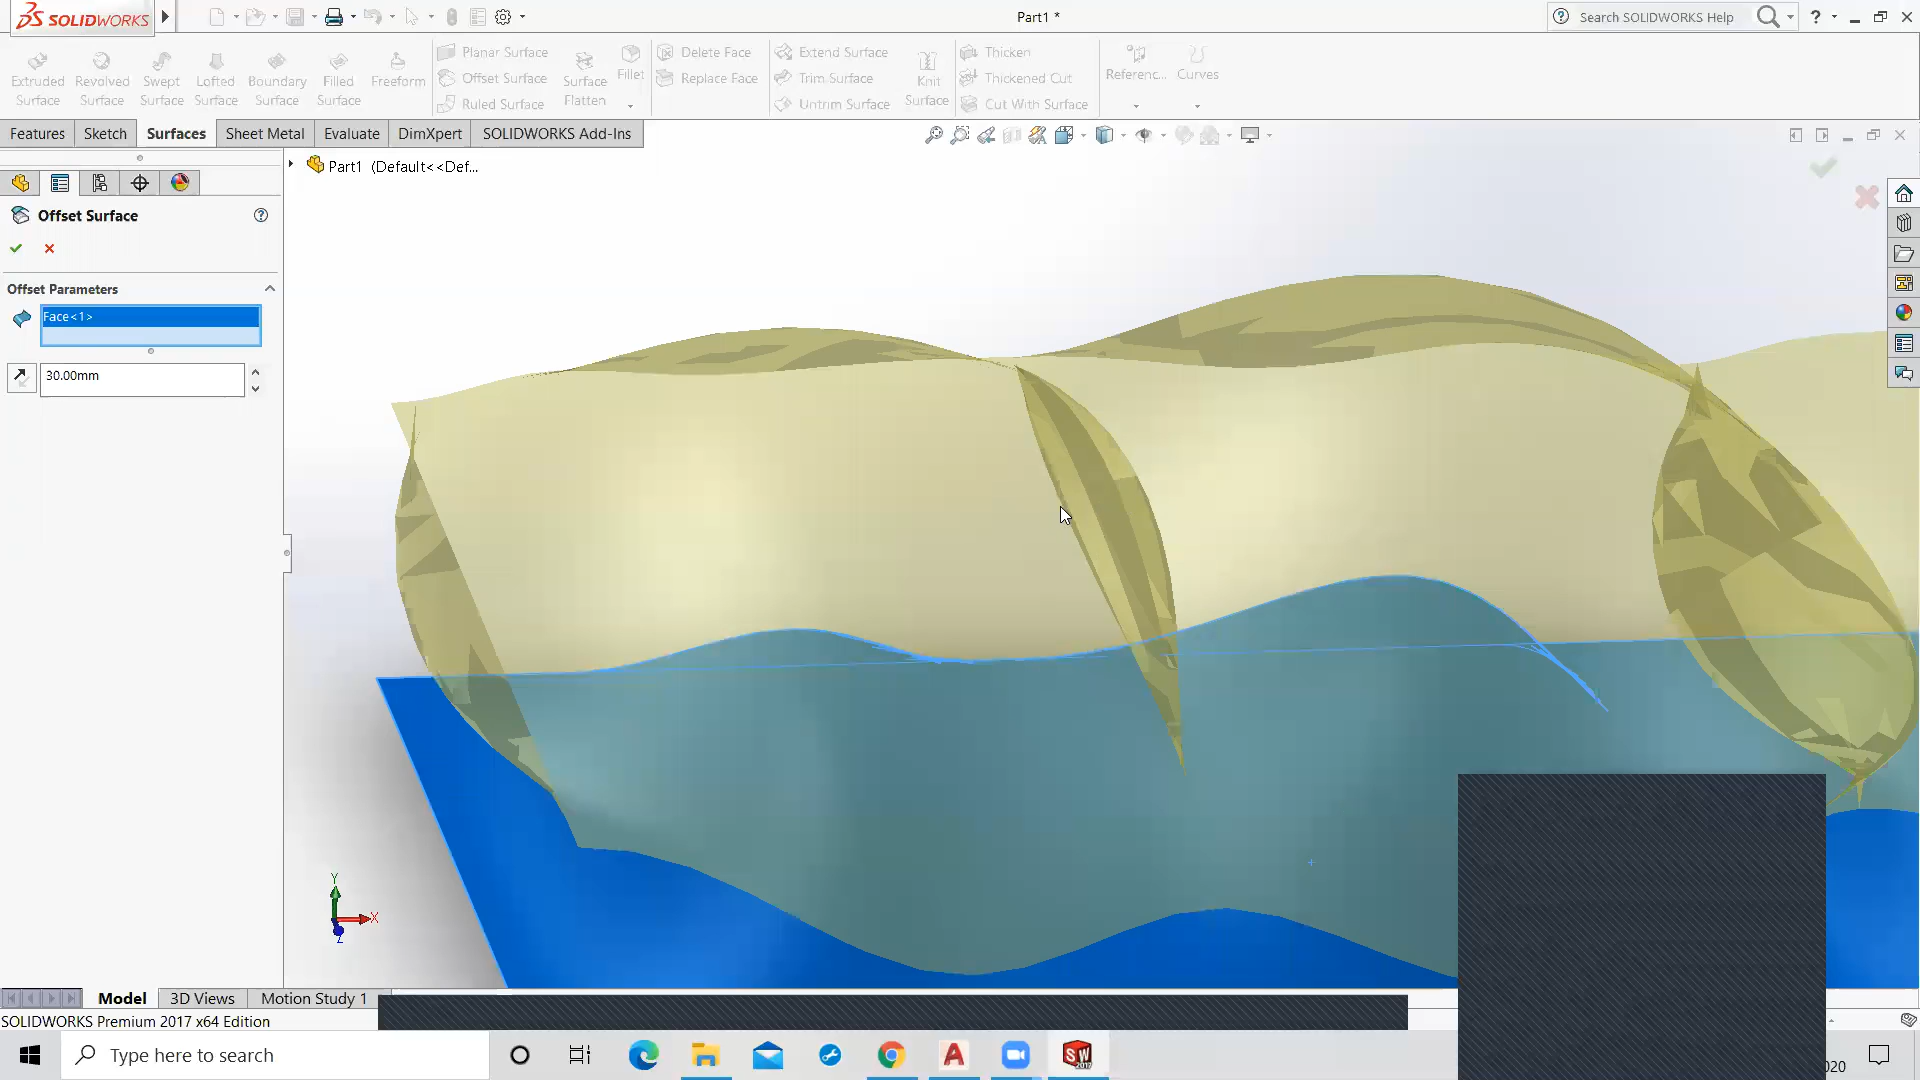 SOLIDWORKS
Part1 *
Search SOLIDWORKS Help
?
Extruded Surface
Revolved Surface
Swept Surface
Lofted Surface
Boundary Surface
Filled Surface
Freeform
Planar Surface
Offset Surface
Ruled Surface
Surface Flatten
Fillet
Delete Face
Replace Face
Extend Surface
Trim Surface
Untrim Surface
Knit Surface
Thicken
Thickened Cut
Cut With Surface
Referenc...
Curves
Features
Sketch
Surfaces
Sheet Metal
Evaluate
DimXpert
SOLIDWORKS Add-Ins
Part1 (Default<<Def...
Offset Surface
Offset Parameters
Face<1>
30.00mm
Y
X
Z
Model
3D Views
Motion Study 1
SOLIDWORKS Premium 2017 x64 Edition
Type here to search
A
SW
2017
020